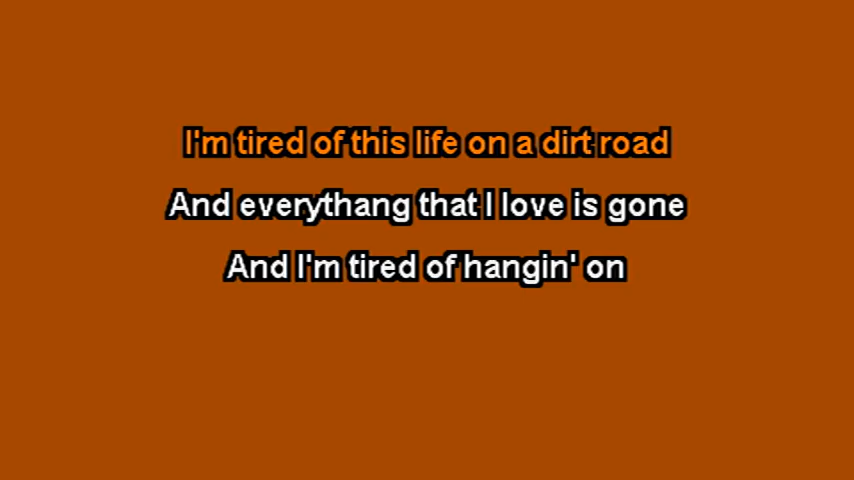 I'm tired of this life on a dirt road
And everythang that I love is gone
And I'm tired of hangin' on